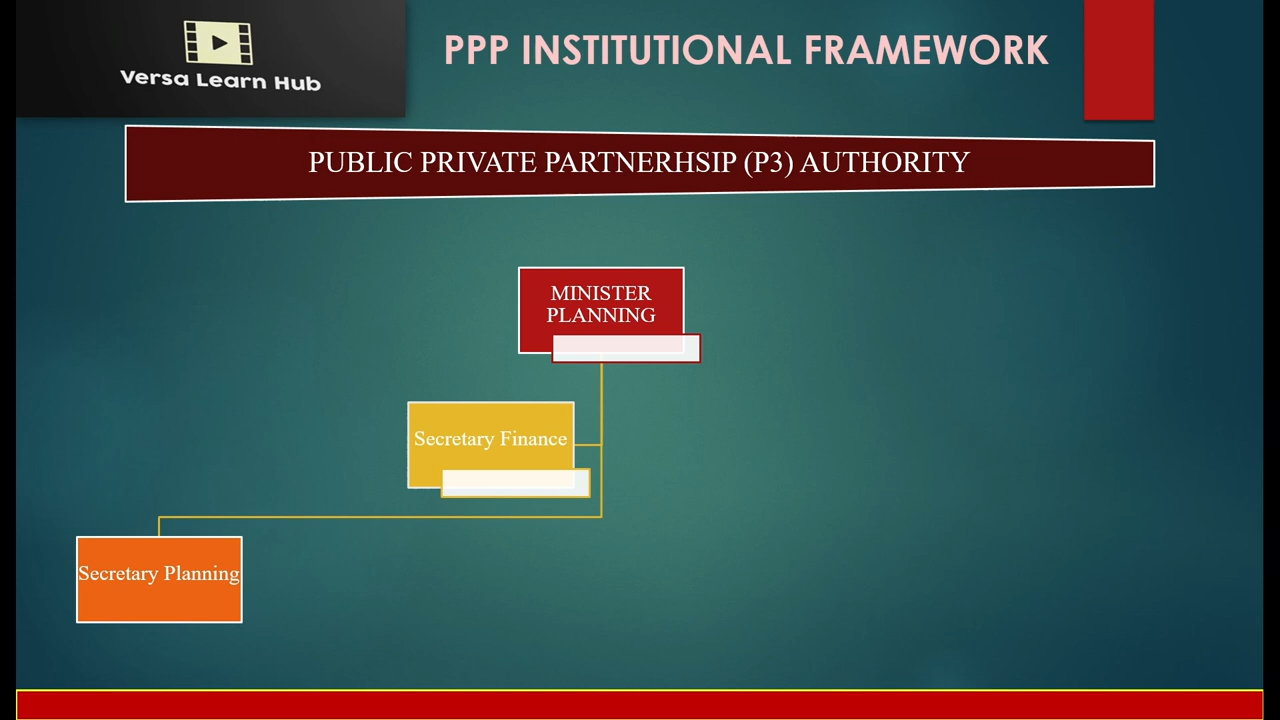 Versa Learn Hub
PPP INSTITUTIONAL FRAMEWORK
PUBLIC PRIVATE PARTNERHSIP (P3) AUTHORITY
MINISTER
PLANNING
Secretary Finance
Secretary Planning